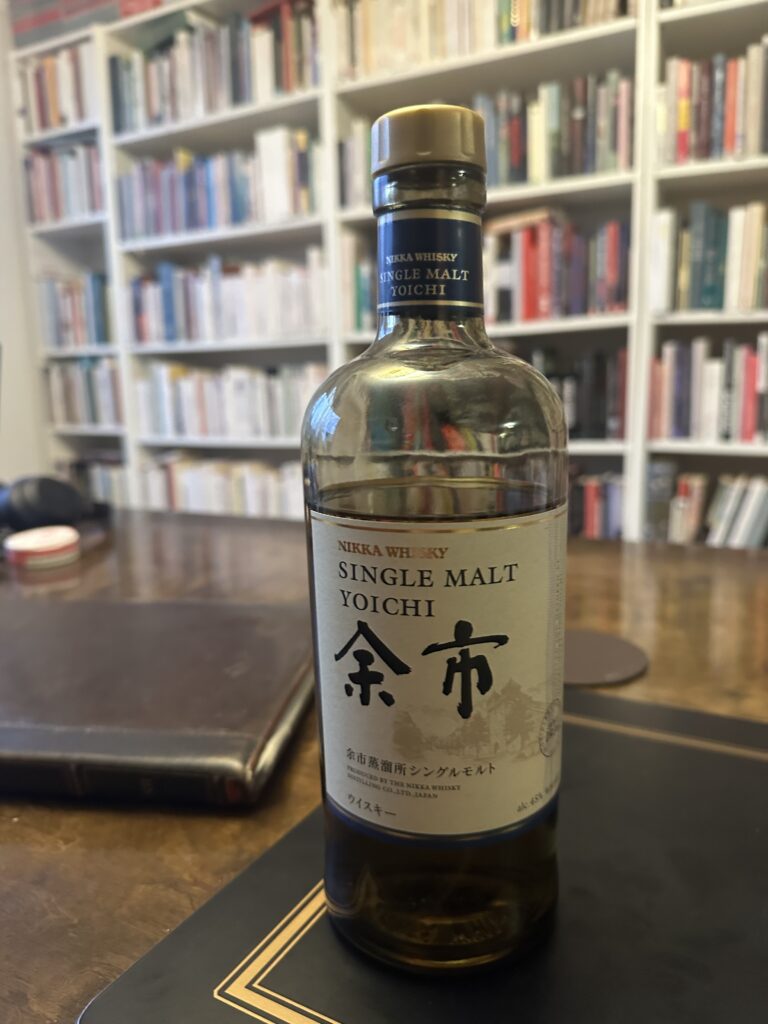 NIKKA WHISKY
SINGLE MALT
YOICHI
NIKKA WHISKY
SINGLE MALT
YOICHI
余市
余市蒸溜所シングルモルト
PRODUCED BY THE NIKKA WHISKY
DISTILLING CO., LTD., JAPAN
ウイスキー
alc. 45%